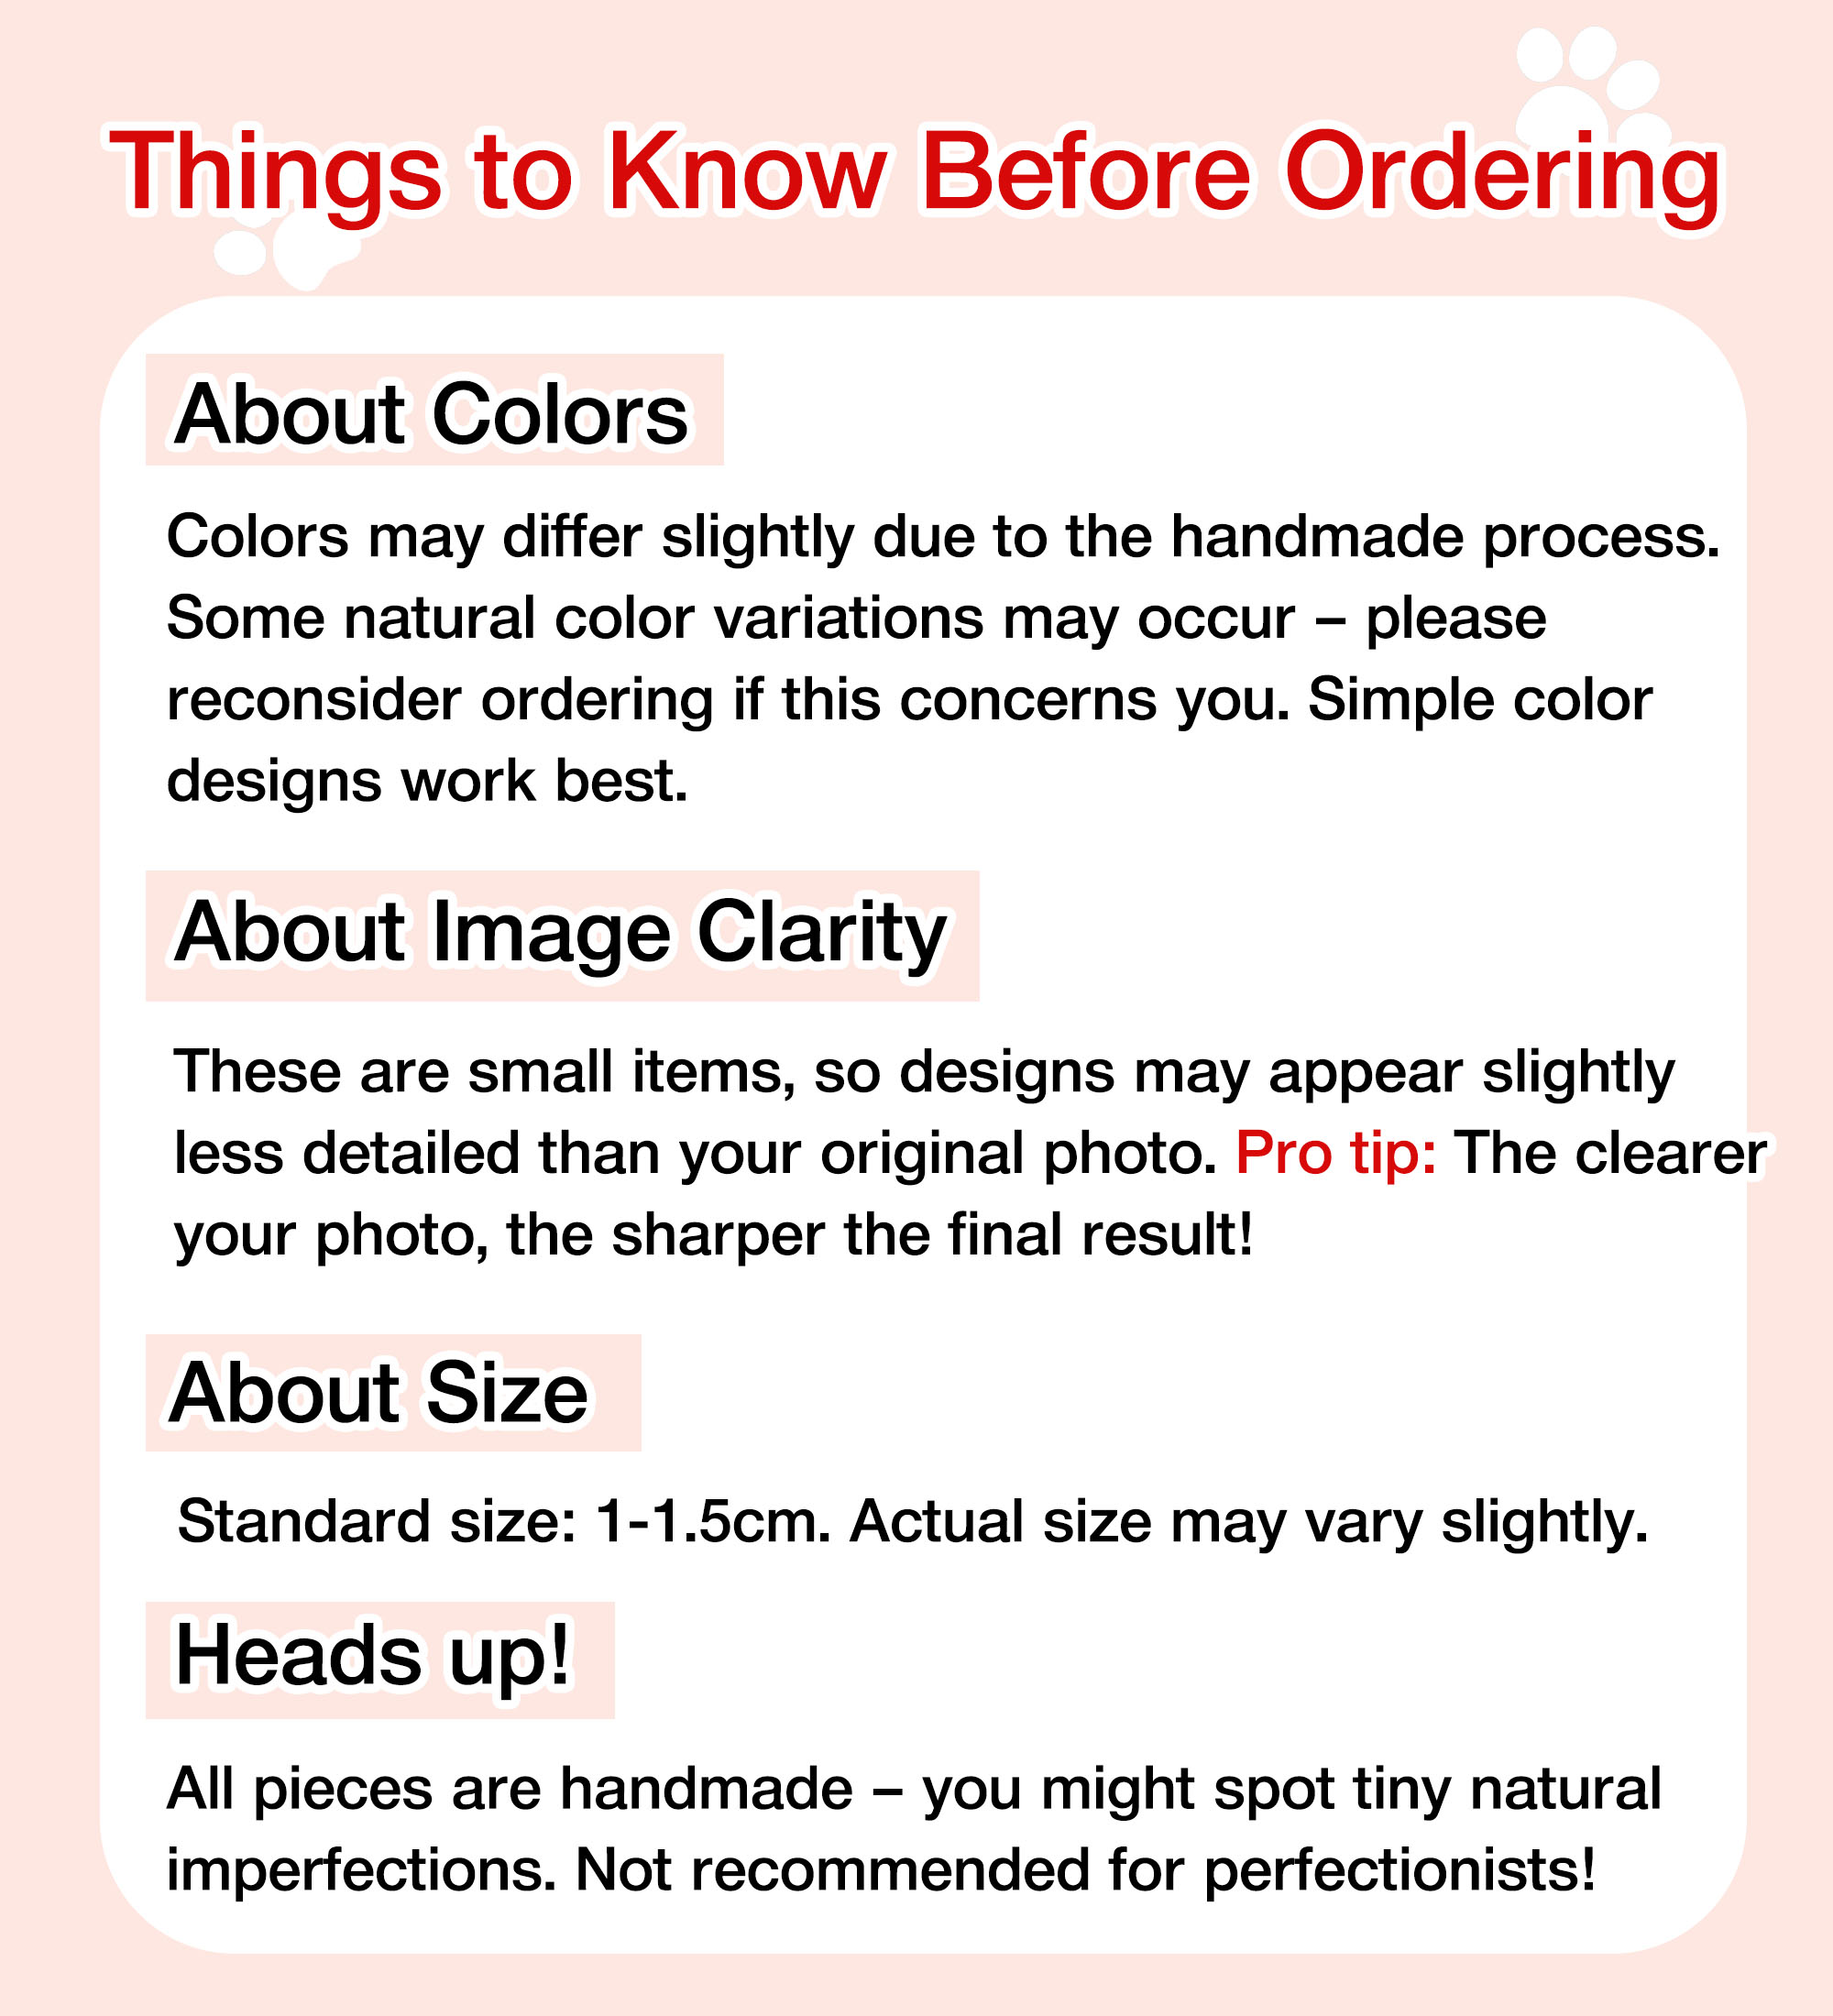 Things to Know Before Ordering
About Colors
Colors may differ slightly due to the handmade process.
Some natural color variations may occur – please
reconsider ordering if this concerns you. Simple color
designs work best.
About Image Clarity
These are small items, so designs may appear slightly
less detailed than your original photo. Pro tip: The clearer
your photo, the sharper the final result!
About Size
Standard size: 1-1.5cm. Actual size may vary slightly.
Heads up!
All pieces are handmade – you might spot tiny natural
imperfections. Not recommended for perfectionists!